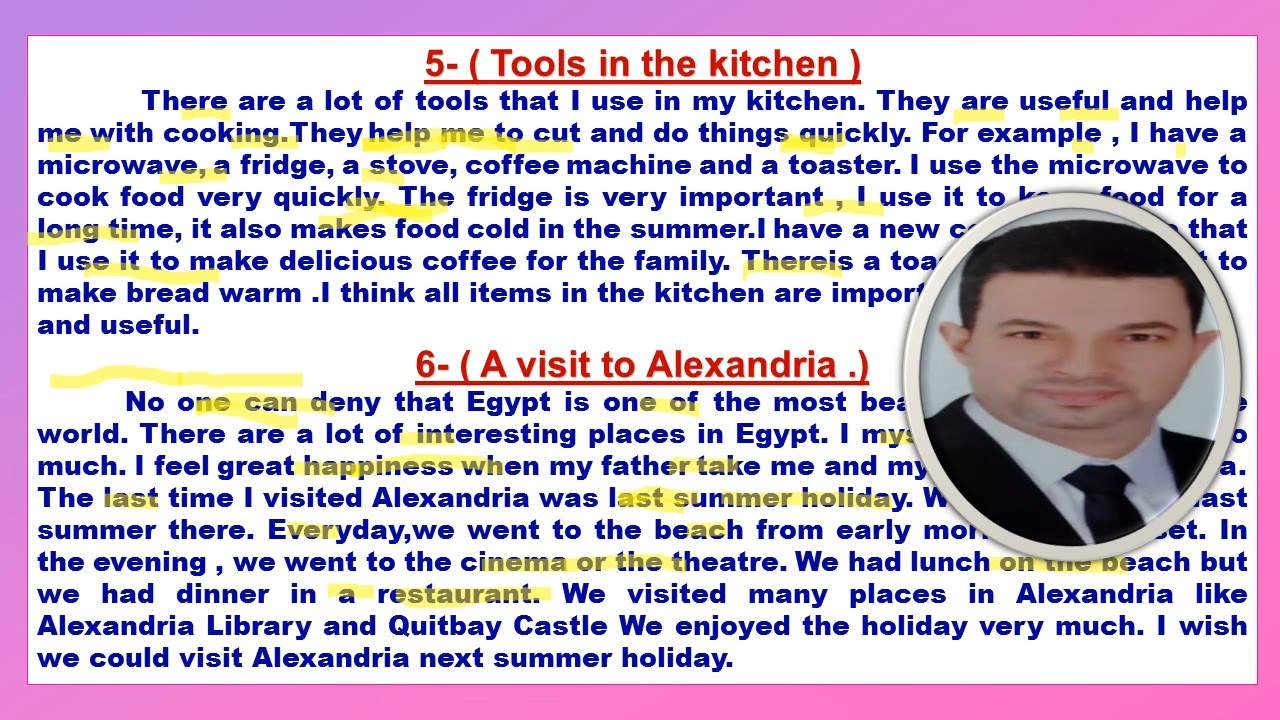 5- ( Tools in the kitchen )
There are a lot of tools that I use in my kitchen. They are useful and help
me with cooking.They help me to cut and do things quickly. For example , I have a
microwave, a fridge, a stove, coffee machine and a toaster. I use the microwave to
cook food very quickly. The fridge is very important , I use it to food for a
long time, it also makes food cold in the summer.I have a new that
I use it to make delicious coffee for the family. Thereis a to
make bread warm .I think all items in the kitchen are
and useful.
6- ( A visit to Alexandria .)
No one can deny that Egypt is one of the most
world. There are a lot of interesting places in Egypt. I
much. I feel great happiness when my father take me and my
The last time I visited Alexandria was last summer holiday. last
summer there. Everyday,we went to the beach from early In
the evening , we went to the cinema or the theatre. We had lunch on the beach but
we had dinner in a restaurant. We visited many places in Alexandria like
Alexandria Library and Quitbay Castle We enjoyed the holiday very much. I wish
we could visit Alexandria next summer holiday.